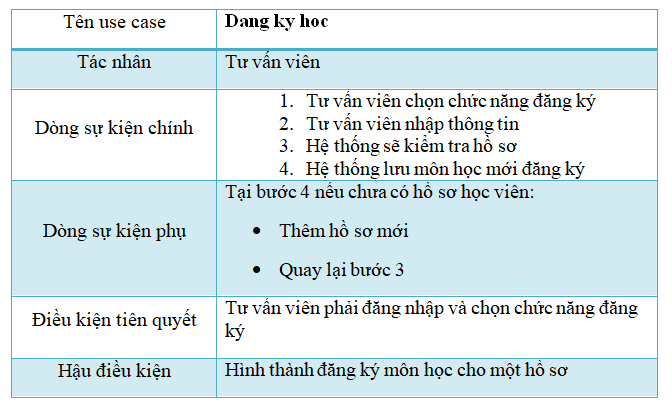 Tên use case
Dang ky hoc
Tác nhân
Tư vấn viên
Dòng sự kiện chính
1. Tư vấn viên chọn chức năng đăng ký
2. Tư vấn viên nhập thông tin
3. Hệ thống sẽ kiểm tra hồ sơ
4. Hệ thống lưu môn học mới đăng ký
Dòng sự kiện phụ
Tại bước 4 nếu chưa có hồ sơ học viên:
• Thêm hồ sơ mới
• Quay lại bước 3
Điều kiện tiên quyết
Tư vấn viên phải đăng nhập và chọn chức năng đăng
ký
Hậu điều kiện
Hình thành đăng ký môn học cho một hồ sơ